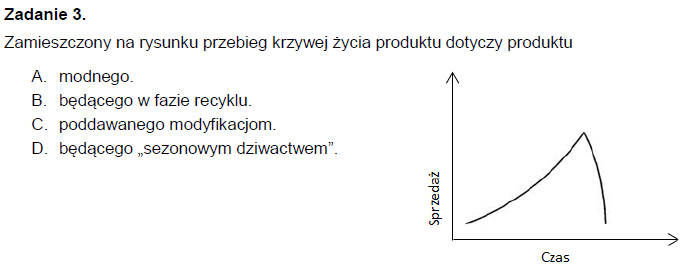 Zadanie 3.
Zamieszczony na rysunku przebieg krzywej życia produktu dotyczy produktu
A. modnego.
B. będącego w fazie recyklu.
C. poddawanego modyfikacjom.
D. będącego „sezonowym dziwactwem”.
Sprzedaż
Czas